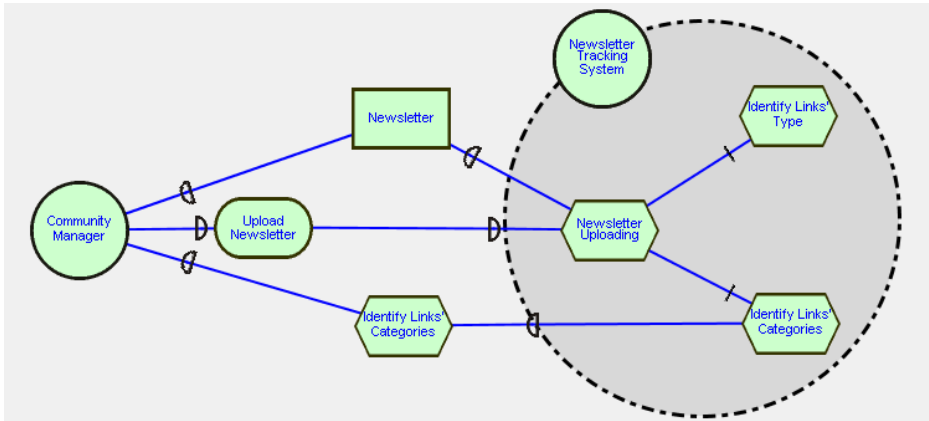 Newsletter
Tracking
System
Identify Links'
Type
Newsletter
Community
Manager
Upload
Newsletter
Newsletter
Uploading
Identify Links'
Categories
Identify Links'
Categories